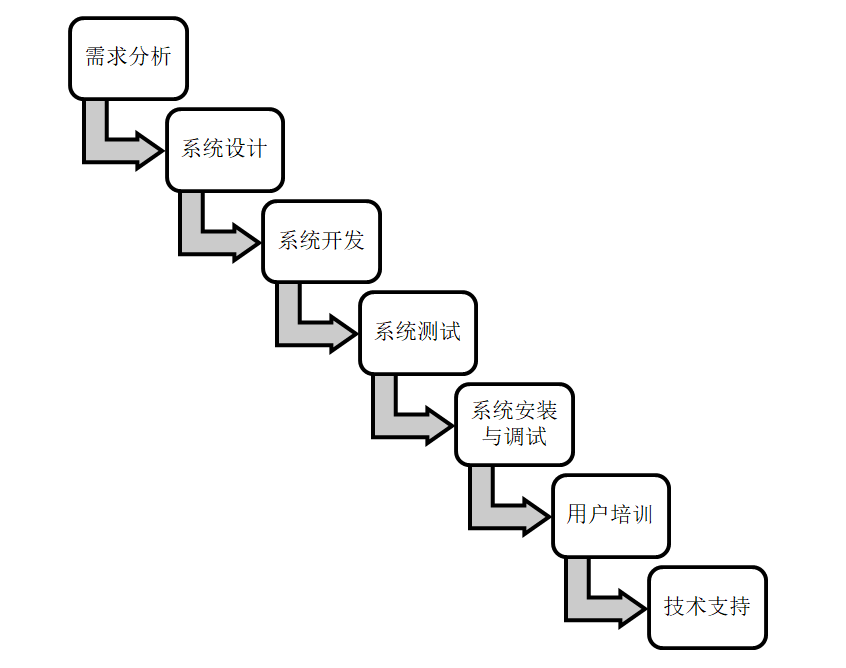 需求分析
系统设计
系统开发
系统测试
系统安装
与调试
用户培训
技术支持